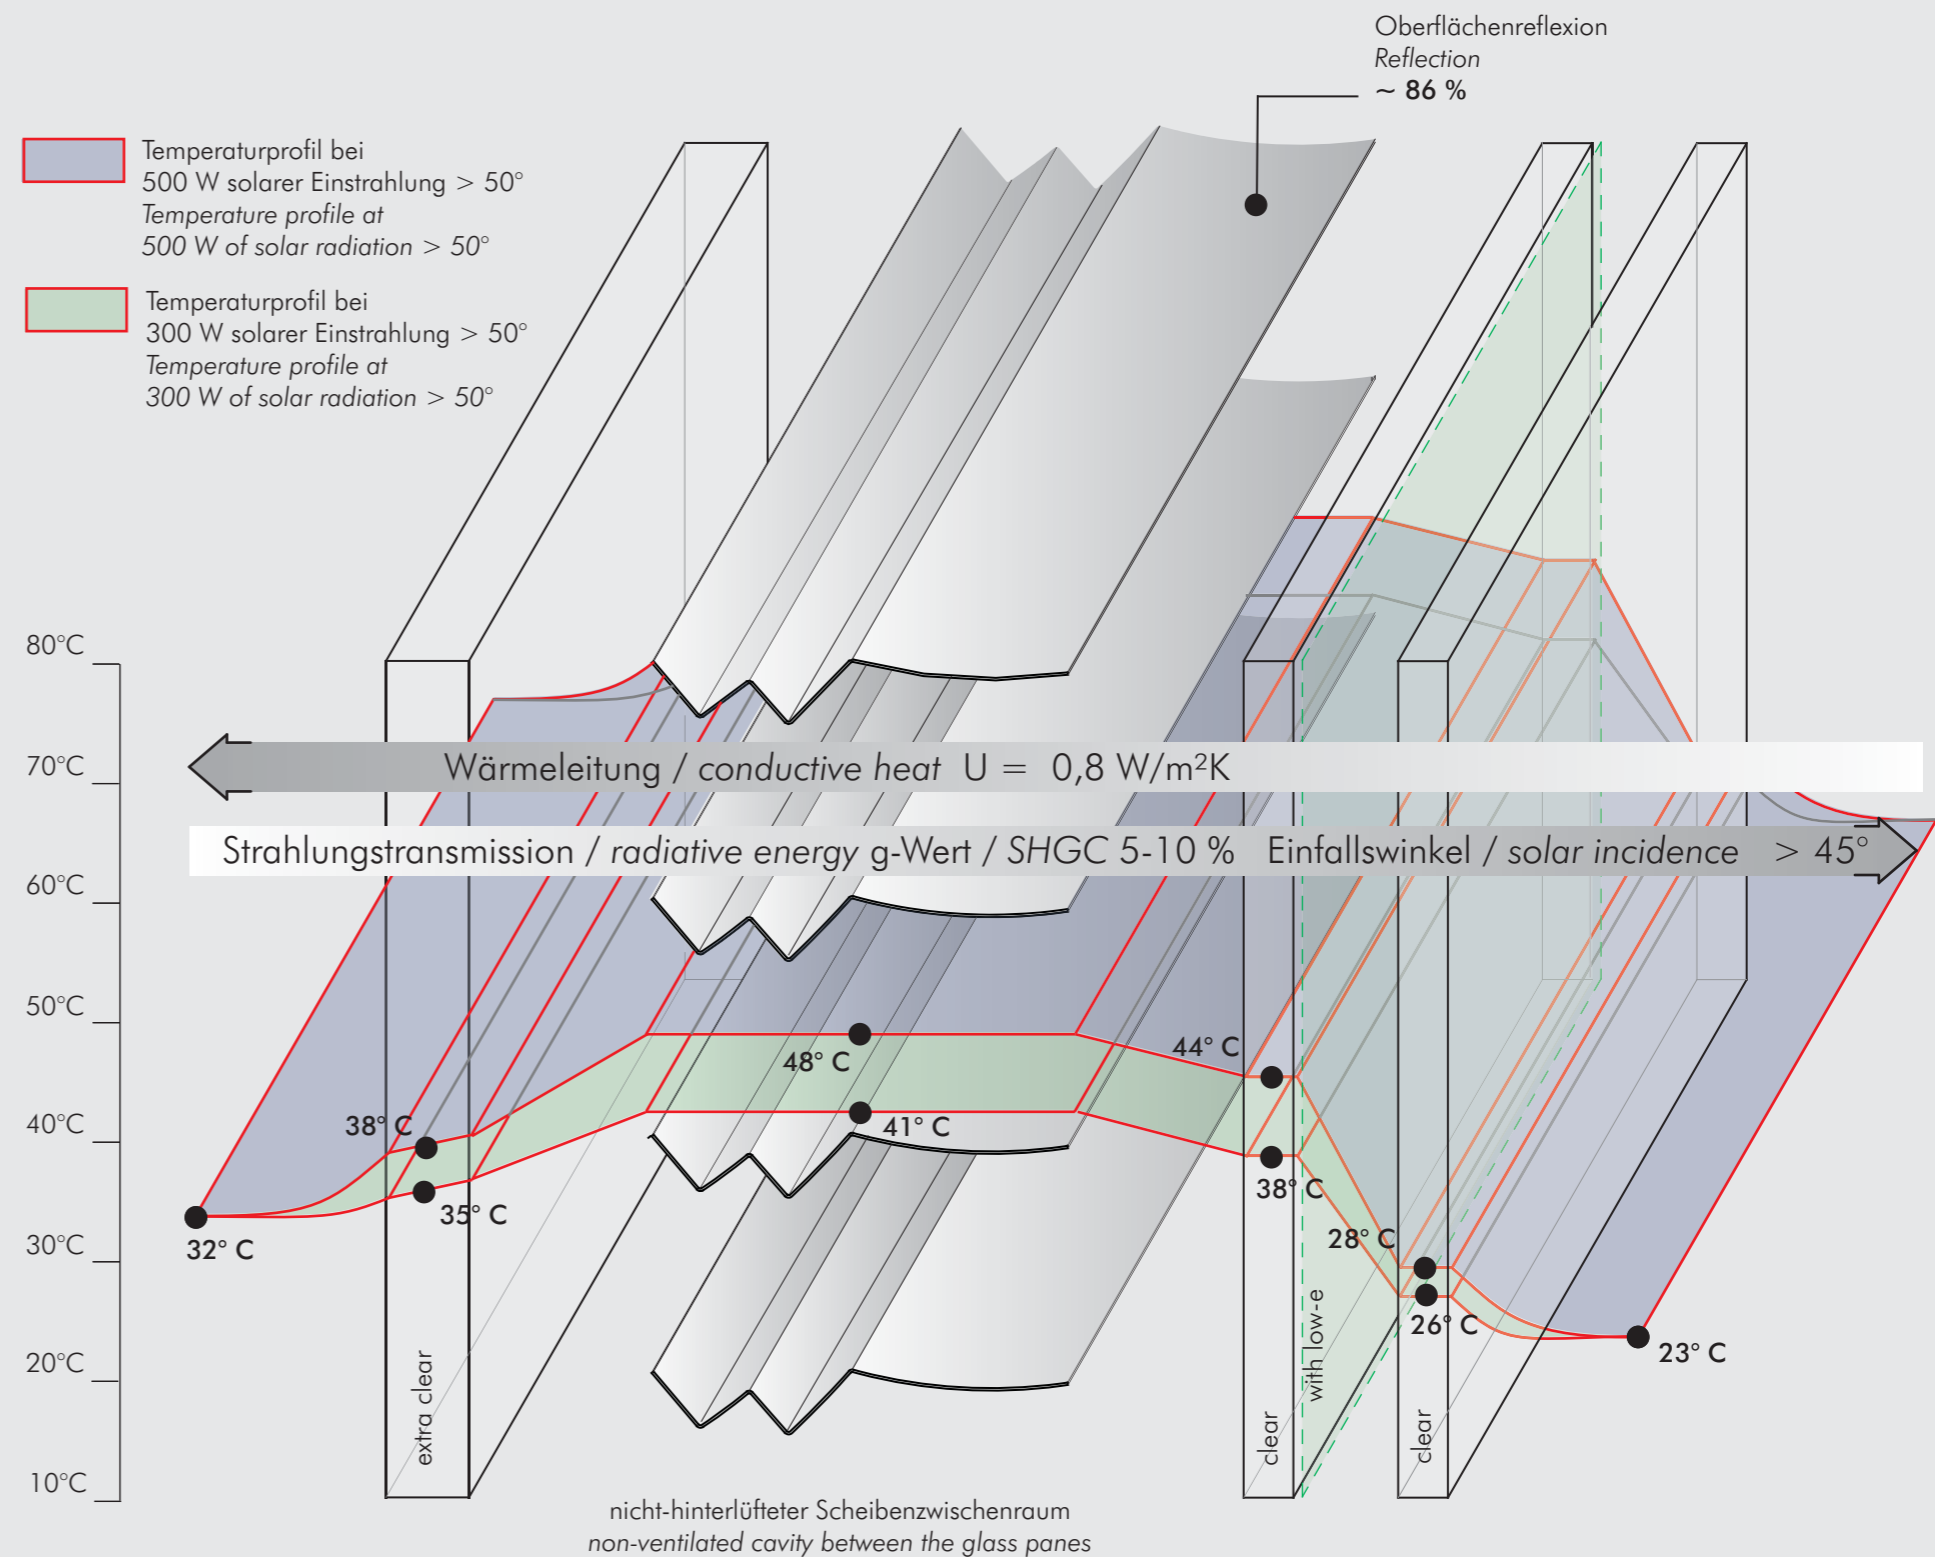 Oberflächenreflexion
Reflection
~ 86 %
Temperaturprofil bei
500 W solarer Einstrahlung > 50°
Temperature profile at
500 W of solar radiation > 50°
Temperaturprofil bei
300 W solarer Einstrahlung > 50°
Temperature profile at
300 W of solar radiation > 50°
80°C
70°C
60°C
50°C
40°C
30°C
20°C
10°C
Wärmeleitung / conductive heat U = 0,8 W/m²K
Strahlungstransmission / radiative energy g-Wert / SHGC 5-10 % Einfallswinkel / solar incidence > 45°
48° C
44° C
38° C
41° C
38° C
35° C
32° C
28° C
26° C
23° C
extra clear
clear
with low-e
clear
nicht-hinterlüfteter Scheibenzwischenraum
non-ventilated cavity between the glass panes